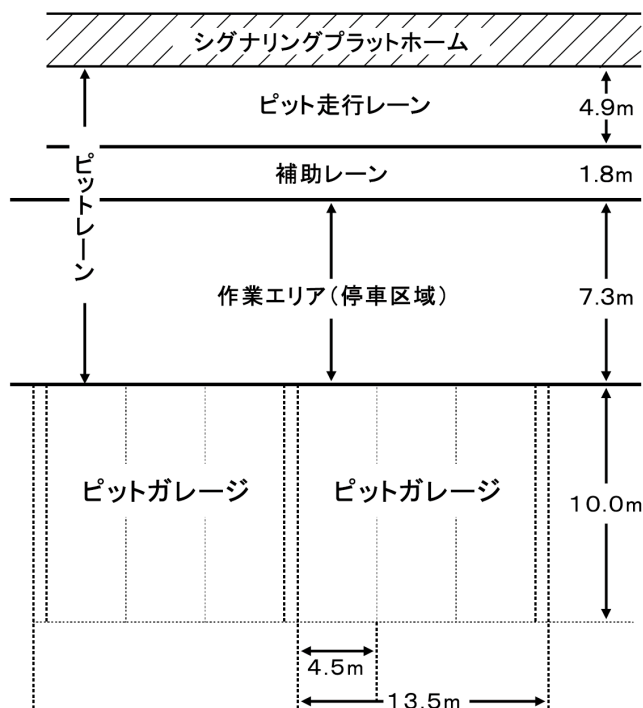 シグナリングプラットホーム
ピット走行レーン
4.9m
ピットレーン
補助レーン
1.8m
作業エリア(停車区域)
7.3m
ピットガレージ
ピットガレージ
10.0m
4.5m
13.5m